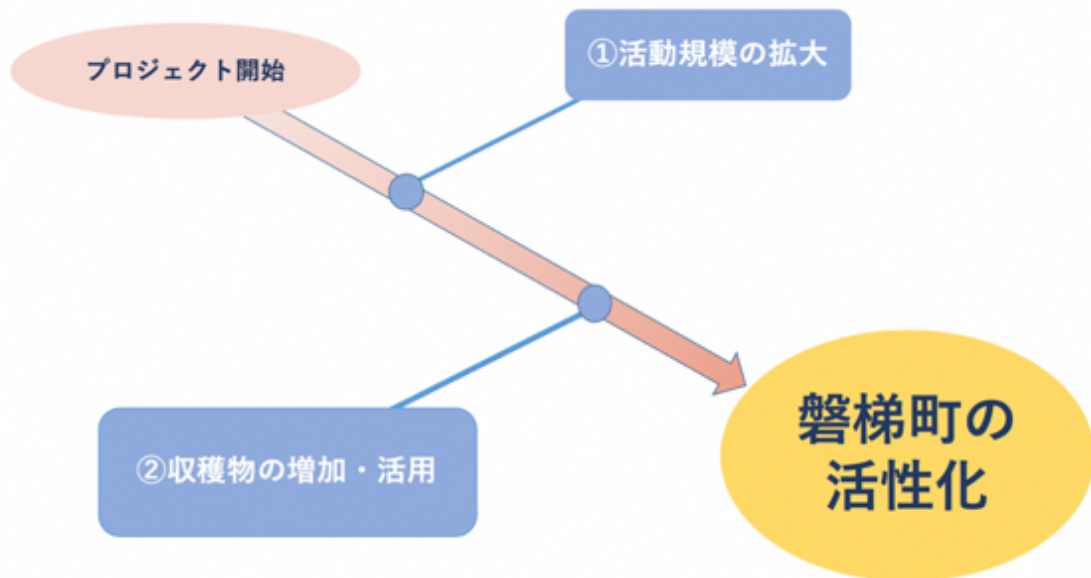 プロジェクト開始
①活動規模の拡大
②収穫物の増加・活用
磐梯町の
活性化